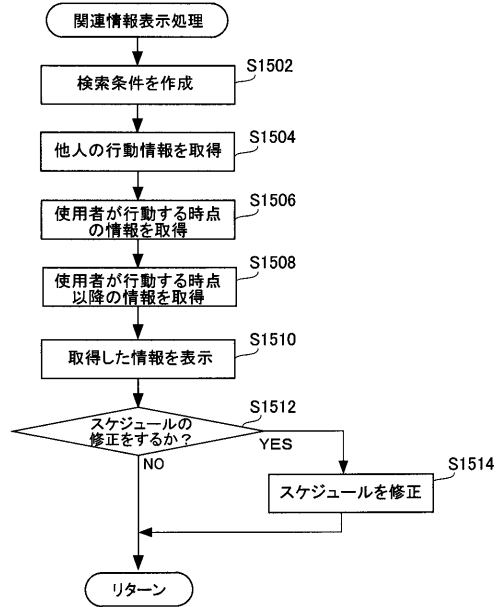 関連情報表示処理
S1502
検索条件を作成
S1504
他人の行動情報を取得
S1506
使用者が行動する時点
の情報を取得
S1508
使用者が行動する時点
以降の情報を取得
S1510
取得した情報を表示
S1512
スケジュールの
修正をするか？
YES
NO
S1514
スケジュールを修正
リターン